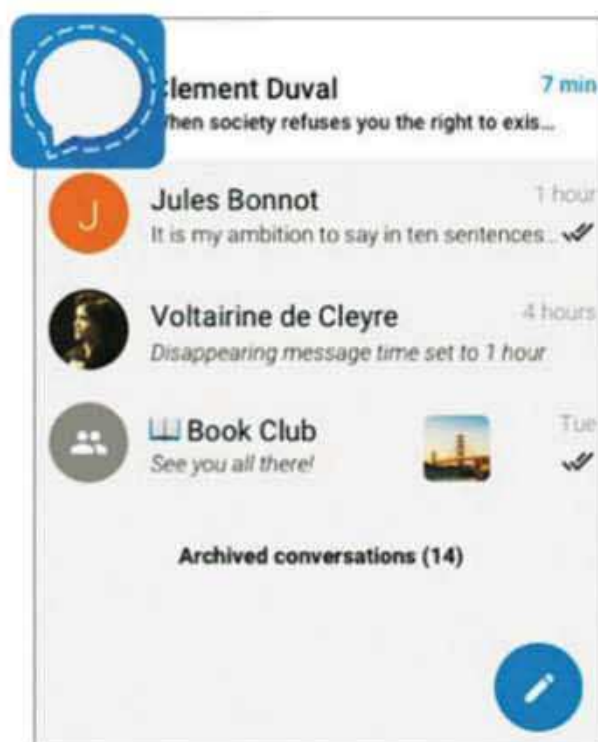 Clement Duval 7 min
When society refuses you the right to exis...
J Jules Bonnot 1 hour
It is my ambition to say in ten sentences...
Voltairine de Cleyre 4 hours
Disappearing message time set to 1 hour
Book Club Tue
See you all there!
Archived conversations (14)